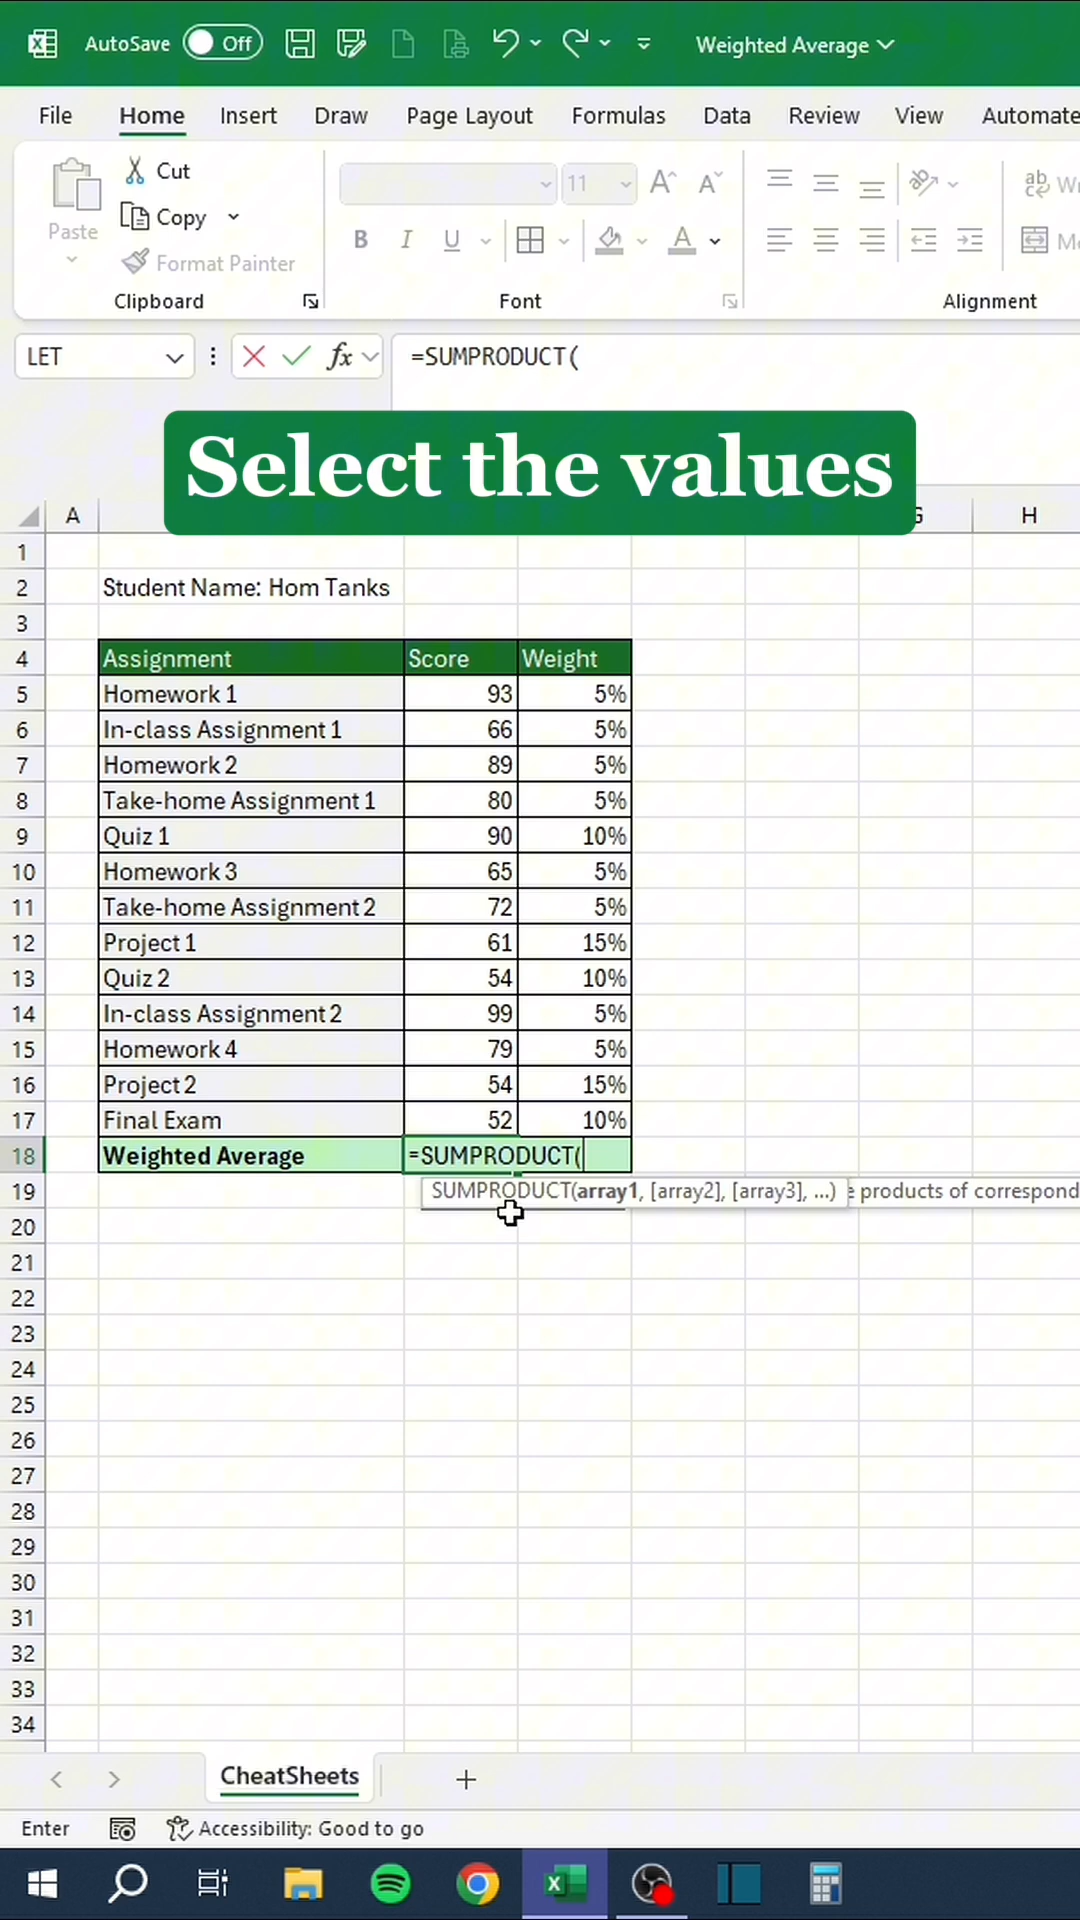 AutoSave Off Weighted Average
File Home Insert Draw Page Layout Formulas Data Review View Automate
Paste
Cut
Copy
Format Painter
Clipboard
11
B I U
Font
Alignment
LET
fx
=SUMPRODUCT(
Select the values
A H
1
2 Student Name: Hom Tanks
3
4 Assignment Score Weight
5 Homework 1 93 5%
6 In-class Assignment 1 66 5%
7 Homework 2 89 5%
8 Take-home Assignment 1 80 5%
9 Quiz 1 90 10%
10 Homework 3 65 5%
11 Take-home Assignment 2 72 5%
12 Project 1 61 15%
13 Quiz 2 54 10%
14 In-class Assignment 2 99 5%
15 Homework 4 79 5%
16 Project 2 54 15%
17 Final Exam 52 10%
18 Weighted Average =SUMPRODUCT(
19 SUMPRODUCT(array1, [array2], [array3], ...) e products of correspond
20
21
22
23
24
25
26
27
28
29
30
31
32
33
34
CheatSheets
Enter Accessibility: Good to go